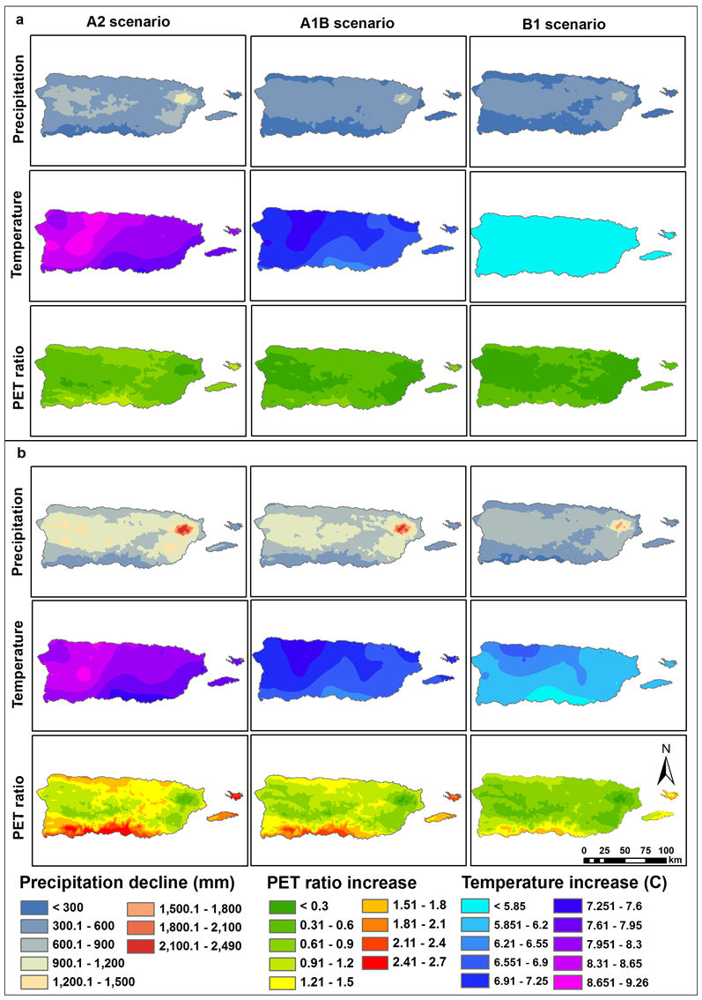 a
A2 scenario
A1B scenario
B1 scenario
Precipitation
Temperature
PET ratio
b
Precipitation
Temperature
PET ratio
N
0 25 50 75 100
km
Precipitation decline (mm)
< 300
300.1 - 600
600.1 - 900
900.1 - 1,200
1,200.1 - 1,500
1,500.1 - 1,800
1,800.1 - 2,100
2,100.1 - 2,490
PET ratio increase
< 0.3
0.31 - 0.6
0.61 - 0.9
0.91 - 1.2
1.21 - 1.5
1.51 - 1.8
1.81 - 2.1
2.11 - 2.4
2.41 - 2.7
Temperature increase (C)
< 5.85
5.851 - 6.2
6.21 - 6.55
6.551 - 6.9
6.91 - 7.25
7.251 - 7.6
7.61 - 7.95
7.951 - 8.3
8.31 - 8.65
8.651 - 9.26